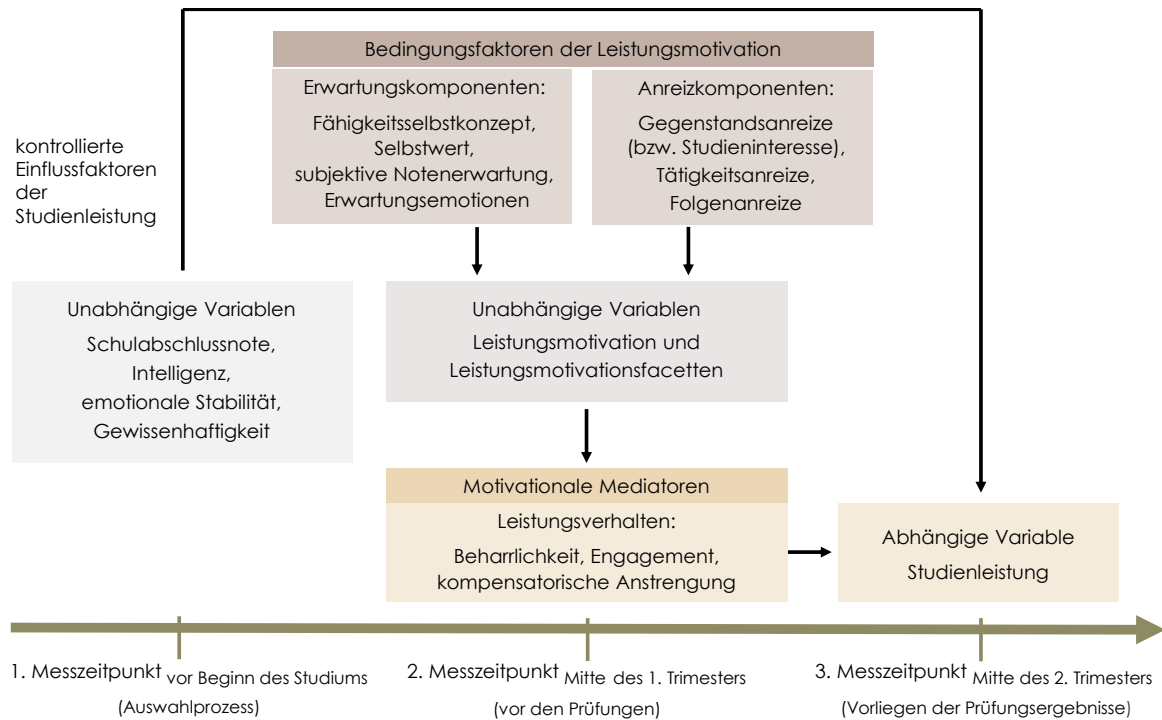 Bedingungsfaktoren der Leistungsmotivation
Erwartungskomponenten:
Fähigkeitsselbstkonzept,
Selbstwert,
subjektive Notenerwartung,
Erwartungsemotionen
Anreizkomponenten:
Gegenstandsanreize
(bzw. Studieninteresse),
Tätigkeitsanreize,
Folgenanreize
kontrollierte
Einflussfaktoren
der
Studienleistung
Unabhängige Variablen
Schulabschlussnote,
Intelligenz,
emotionale Stabilität,
Gewissenhaftigkeit
Unabhängige Variablen
Leistungsmotivation und
Leistungsmotivationsfacetten
Motivationale Mediatoren
Leistungsverhalten:
Beharrlichkeit, Engagement,
kompensatorische Anstrengung
Abhängige Variable
Studienleistung
1. Messzeitpunkt vor Beginn des Studiums
(Auswahlprozess)
2. Messzeitpunkt Mitte des 1. Trimesters
(vor den Prüfungen)
3. Messzeitpunkt Mitte des 2. Trimesters
(Vorliegen der Prüfungsergebnisse)